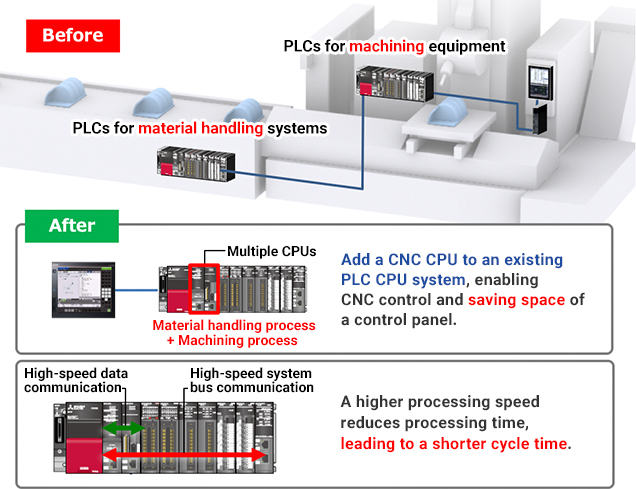 Before
PLCs for machining equipment
PLCs for material handling systems
After
Multiple CPUs
Material handling process
+ Machining process
Add a CNC CPU to an existing
PLC CPU system, enabling
CNC control and saving space of
a control panel.
High-speed data
communication
High-speed system
bus communication
A higher processing speed
reduces processing time,
leading to a shorter cycle time.